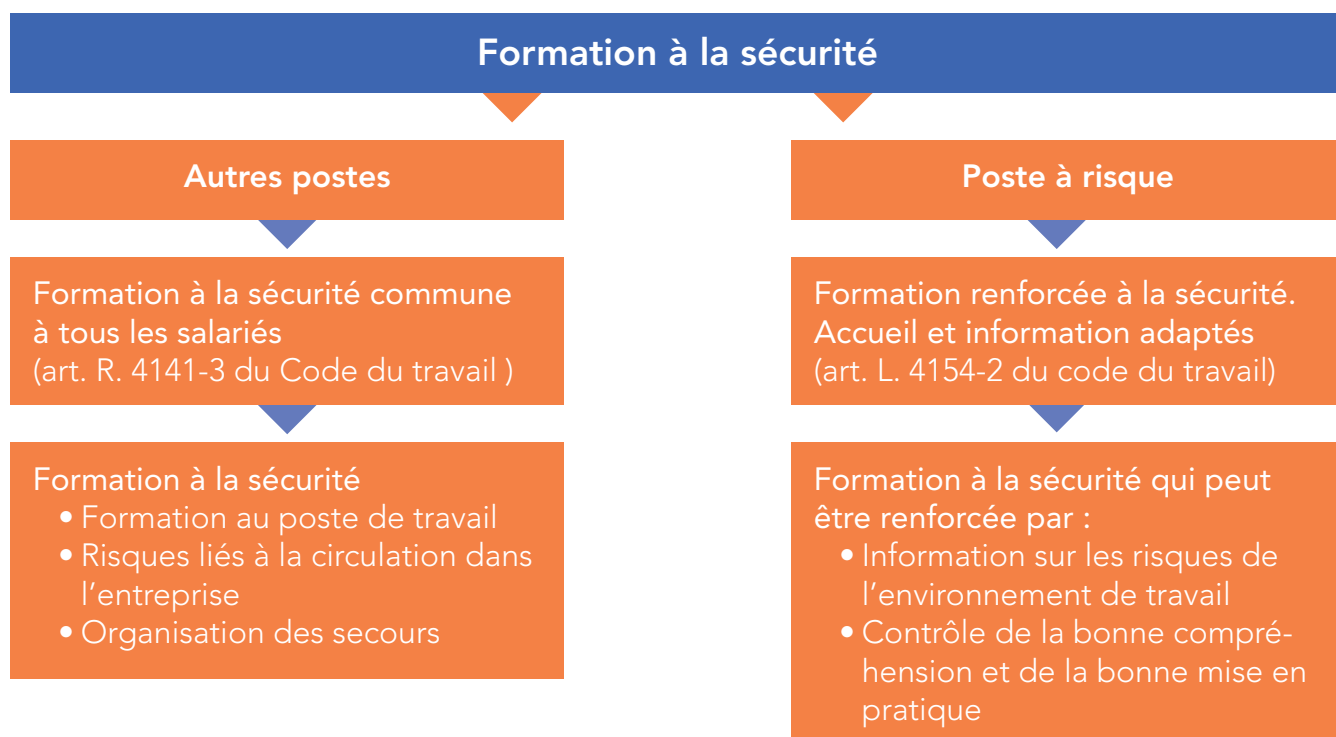 Formation à la sécurité
Autres postes
Formation à la sécurité commune
à tous les salariés
(art. R. 4141-3 du Code du travail )
Formation à la sécurité
• Formation au poste de travail
• Risques liés à la circulation dans
l’entreprise
• Organisation des secours
Poste à risque
Formation renforcée à la sécurité.
Accueil et information adaptés
(art. L. 4154-2 du code du travail)
Formation à la sécurité qui peut
être renforcée par :
• Information sur les risques de
l’environnement de travail
• Contrôle de la bonne compré-
hension et de la bonne mise en
pratique